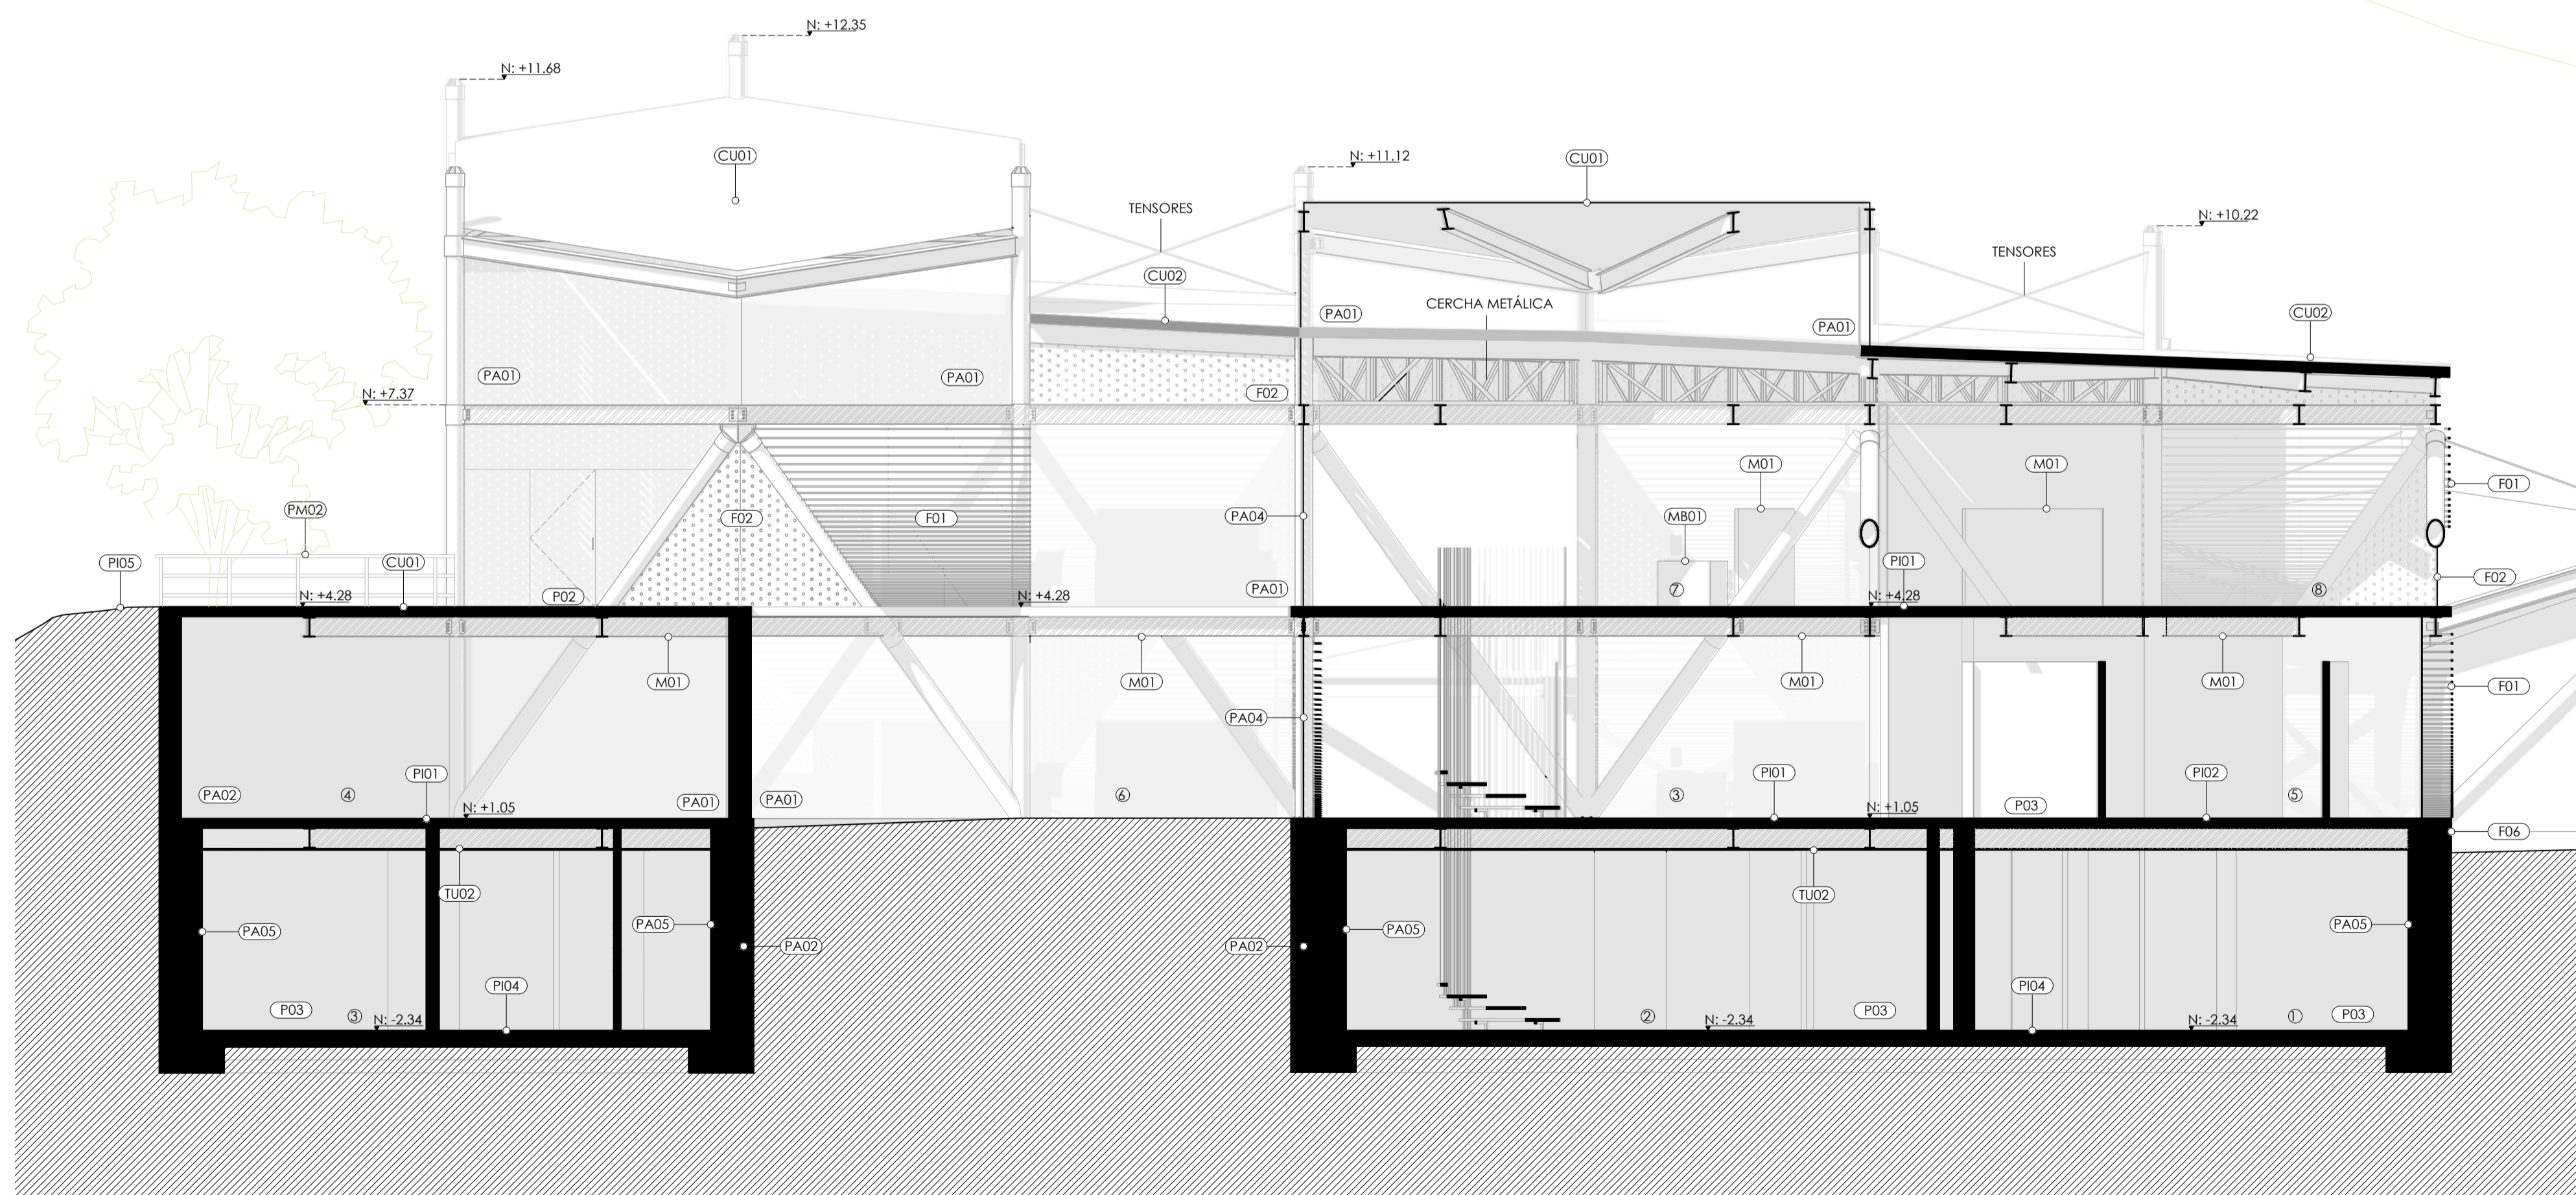 N: +12.35
N: +11.68
CU01
N: +11.12
CU01
TENSORES
N: +10.22
TENSORES
CU02
CERCHA METÁLICA
PA01
CU02
PA01
PA01
PA01
N: +7.37
F02
M01
M01
F01
PM02
F02
F01
PA04
MB01
PI05
CU01
PI01
F02
N: +4.28
P02
N: +4.28
PA01
7
N: +4.28
8
M01
M01
M01
M01
F01
PA04
PI01
PI01
PI02
PA02
4
PA01
PA01
6
3
5
N: +1.05
N: +1.05
P03
F06
TU02
TU02
PA05
PA05
PA02
PA02
PA05
PA05
PI04
PI04
P03
3
N: -2.34
2
N: -2.34
P03
N: -2.34
1
P03